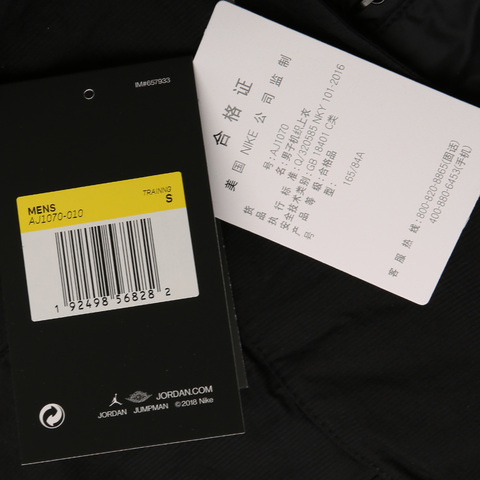 IM#657933
TRAINING
MENS S
AJ1070-010
1 92498 56828 2
JORDAN.COM
JORDAN JUMPMAN ©2018 Nike
合格证
美国 NIKE 公司监制
货号: AJ1070
品名: 男子机织上衣
执行标准: Q/320585 NKY 101-2016
安全技术类别: GB 18401 C类
产品等级: 合格品
号型: 165/84A
客服热线: 800-820-8865(固话)
400-880-6453(手机)